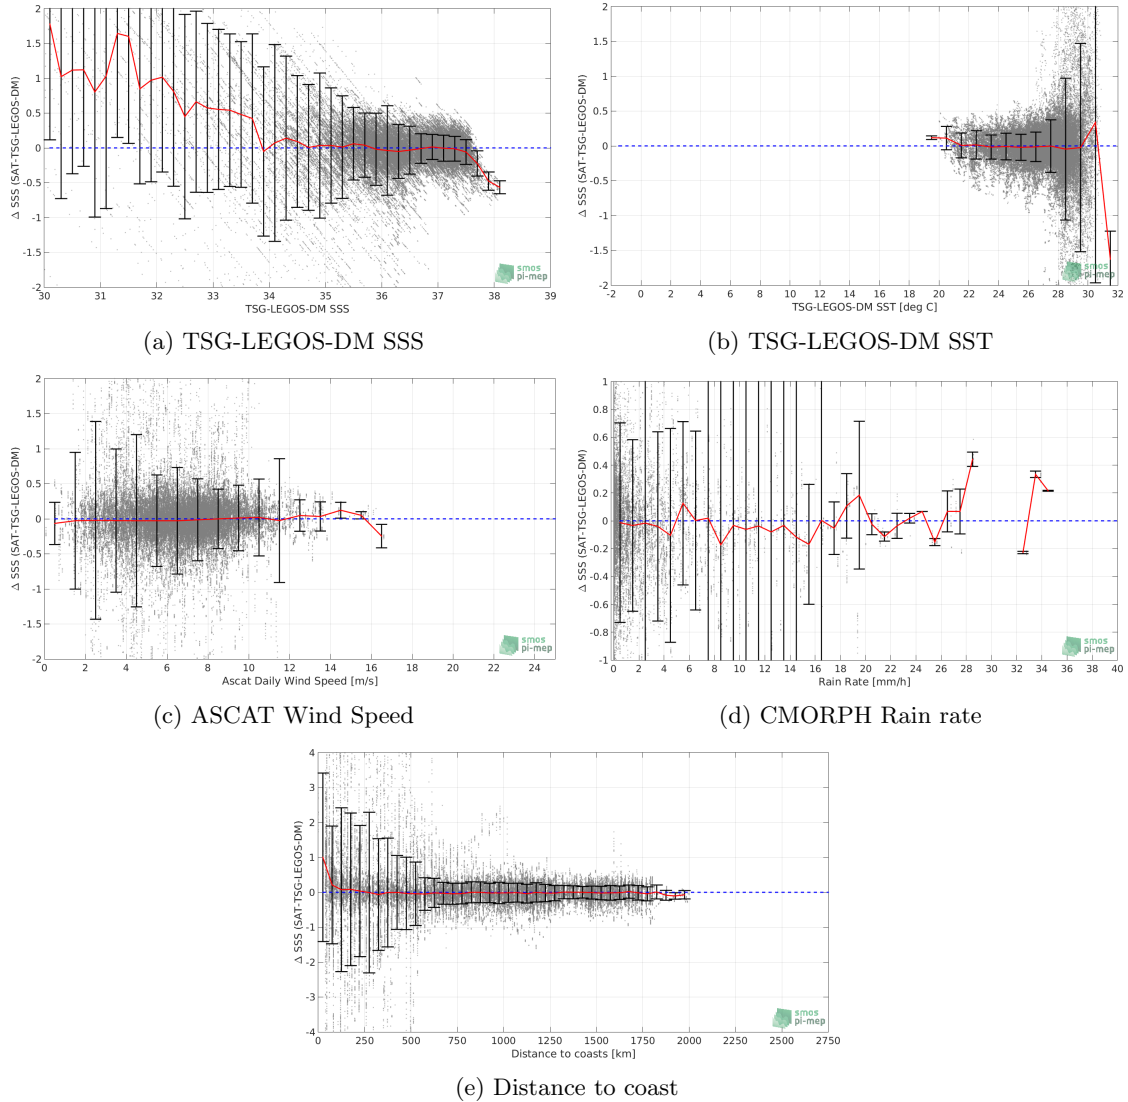 Δ SSS (SAT-TSG-LEGOS-DM)
2
1.5
1
0.5
0
-0.5
-1
-1.5
-2
30 31 32 33 34 35 36 37 38 39
TSG-LEGOS-DM SSS
smos
pi-mep
(a) TSG-LEGOS-DM SSS
Δ SSS (SAT-TSG-LEGOS-DM)
2
1.5
1
0.5
0
-0.5
-1
-1.5
-2
-2 0 2 4 6 8 10 12 14 16 18 20 22 24 26 28 30 32
TSG-LEGOS-DM SST [deg C]
smos
pi-mep
(b) TSG-LEGOS-DM SST
Δ SSS (SAT-TSG-LEGOS-DM)
2
1.5
1
0.5
0
-0.5
-1
-1.5
-2
0 2 4 6 8 10 12 14 16 18 20 22 24
Ascat Daily Wind Speed [m/s]
smos
pi-mep
(c) ASCAT Wind Speed
Δ SSS (SAT-TSG-LEGOS-DM)
1
0.8
0.6
0.4
0.2
0
-0.2
-0.4
-0.6
-0.8
-1
0 2 4 6 8 10 12 14 16 18 20 22 24 26 28 30 32 34 36 38 40
Rain Rate [mm/h]
smos
pi-mep
(d) CMORPH Rain rate
Δ SSS (SAT-TSG-LEGOS-DM)
4
3
2
1
0
-1
-2
-3
-4
0 250 500 750 1000 1250 1500 1750 2000 2250 2500 2750
Distance to coasts [km]
smos
pi-mep
(e) Distance to coast